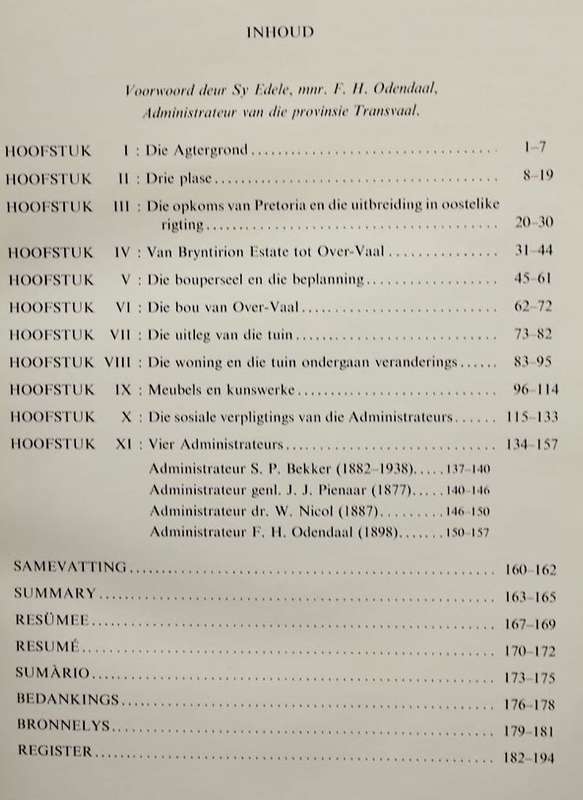 INHOUD
Voorwoord deur Sy Edele, mnr. F. H. Odendaal,
Administrateur van die provinsie Transvaal.
HOOFSTUK I : Die Agtergrond 1–7
HOOFSTUK II : Drie plase 8–19
HOOFSTUK III : Die opkoms van Pretoria en die uitbreiding in oostelike
rigting 20–30
HOOFSTUK IV : Van Bryntirion Estate tot Over-Vaal 31–44
HOOFSTUK V : Die bouperseel en die beplanning 45–61
HOOFSTUK VI : Die bou van Over-Vaal 62–72
HOOFSTUK VII : Die uitleg van die tuin 73–82
HOOFSTUK VIII : Die woning en die tuin ondergaan veranderings 83–95
HOOFSTUK IX : Meubels en kunswerke 96–114
HOOFSTUK X : Die sosiale verpligtings van die Administrateurs 115–133
HOOFSTUK XI : Vier Administrateurs 134–157
Administrateur S. P. Bekker (1882–1938) 137–140
Administrateur genl. J. J. Pienaar (1877) 140–146
Administrateur dr. W. Nicol (1887) 146–150
Administrateur F. H. Odendaal (1898) 150–157
SAMEVATTING 160–162
SUMMARY 163–165
RESÜMEE 167–169
RESUMÉ 170–172
SUMÀRIO 173–175
BEDANKINGS 176–178
BRONNELYS 179–181
REGISTER 182–194